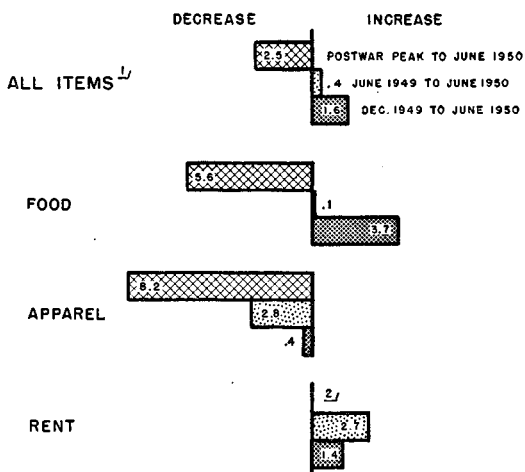 DECREASE INCREASE
2.5 POSTWAR PEAK TO JUNE 1950
ALL ITEMS 1/ .4 JUNE 1949 TO JUNE 1950
1.6 DEC. 1949 TO JUNE 1950
5.6
FOOD .1
3.7
8.2
APPAREL 2.8
.4
2/
RENT 2.7
1.4